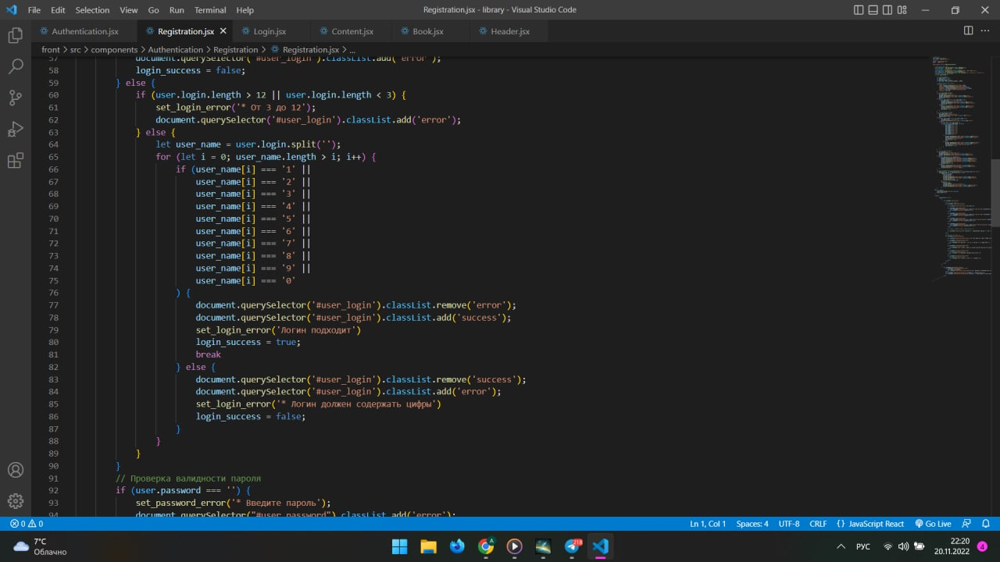 File Edit Selection View Go Run Terminal Help
Registration.jsx - library - Visual Studio Code
Authentication.jsx Registration.jsx Login.jsx Content.jsx Book.jsx Header.jsx
front > src > components > Authentication > Registration > Registration.jsx > ...
57 document.querySelector("#user_login").classList.add('error');
58 login_success = false;
59 } else {
60 if (user.login.length > 12 || user.login.length < 3) {
61 set_login_error('* От 3 до 12');
62 document.querySelector('#user_login').classList.add('error');
63 } else {
64 let user_name = user.login.split('');
65 for (let i = 0; user_name.length > i; i++) {
66 if (user_name[i] === '1' ||
67 user_name[i] === '2' ||
68 user_name[i] === '3' ||
69 user_name[i] === '4' ||
70 user_name[i] === '5' ||
71 user_name[i] === '6' ||
72 user_name[i] === '7' ||
73 user_name[i] === '8' ||
74 user_name[i] === '9' ||
75 user_name[i] === '0'
76 ) {
77 document.querySelector('#user_login').classList.remove('error');
78 document.querySelector('#user_login').classList.add('success');
79 set_login_error('Логин подходит')
80 login_success = true;
81 break
82 } else {
83 document.querySelector('#user_login').classList.remove('success');
84 document.querySelector('#user_login').classList.add('error');
85 set_login_error('* Логин должен содержать цифры')
86 login_success = false;
87 }
88 }
89 }
90 }
91 // Проверка валидности пароля
92 if (user.password === '') {
93 set_password_error('* Введите пароль');
94 document.querySelector("#user_password").classList.add('error');
0 0
Ln 1, Col 1 Spaces: 4 UTF-8 CRLF {} JavaScript React Go Live
7°C
Облачно
218
РУС
22:20
20.11.2022
4